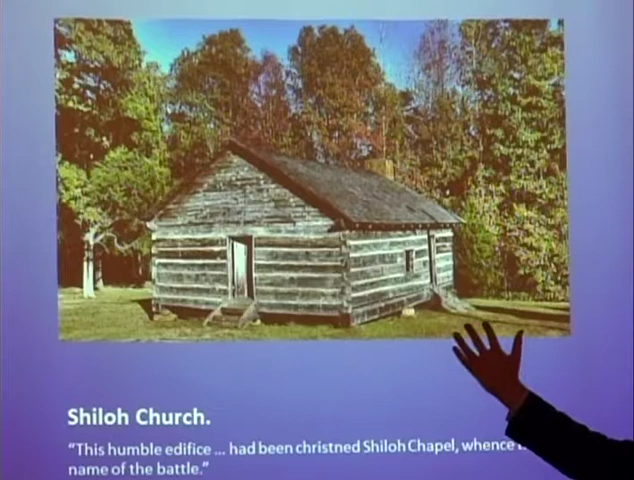 Shiloh Church.
“This humble edifice ... had been christned Shiloh Chapel, whence
name of the battle.”